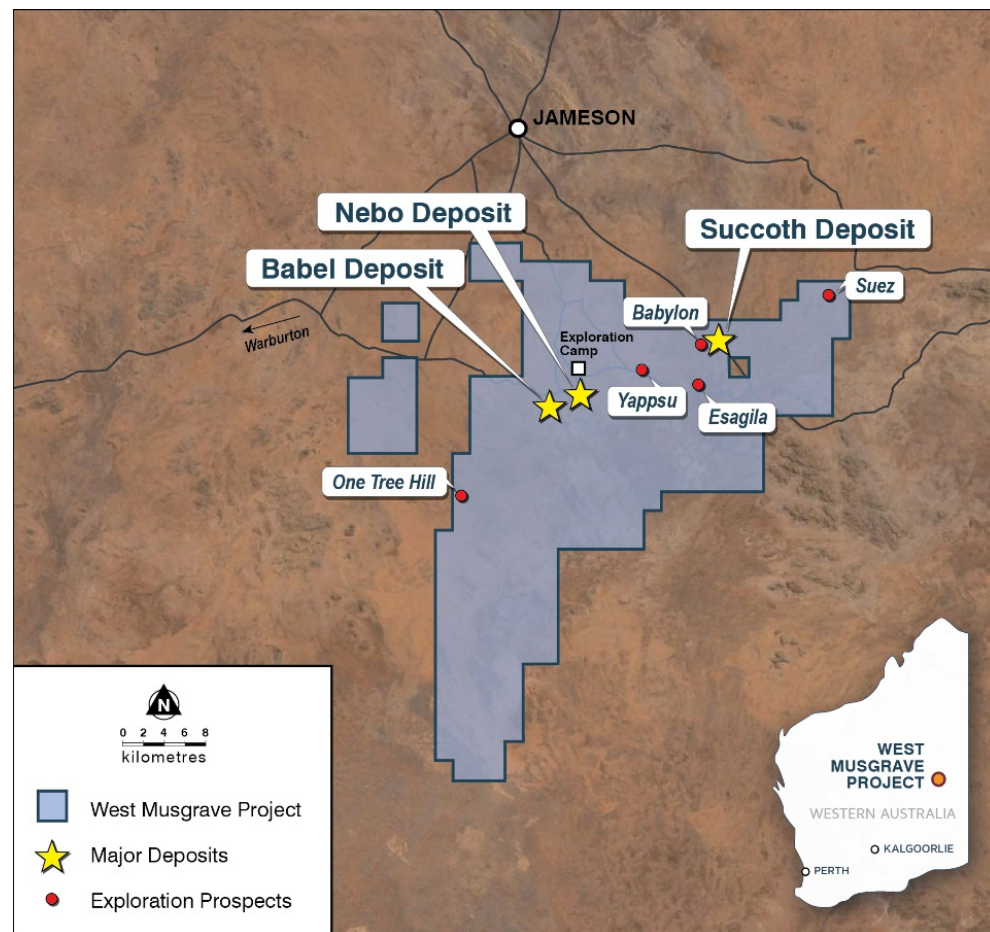 JAMESON
Nebo Deposit
Succoth Deposit
Babel Deposit
Suez
Babylon
Warburton
Exploration
Camp
Yappsu
Esagila
One Tree Hill
N
0 2 4 6 8
kilometres
West Musgrave Project
Major Deposits
Exploration Prospects
WEST
MUSGRAVE
PROJECT
WESTERN AUSTRALIA
KALGOORLIE
PERTH